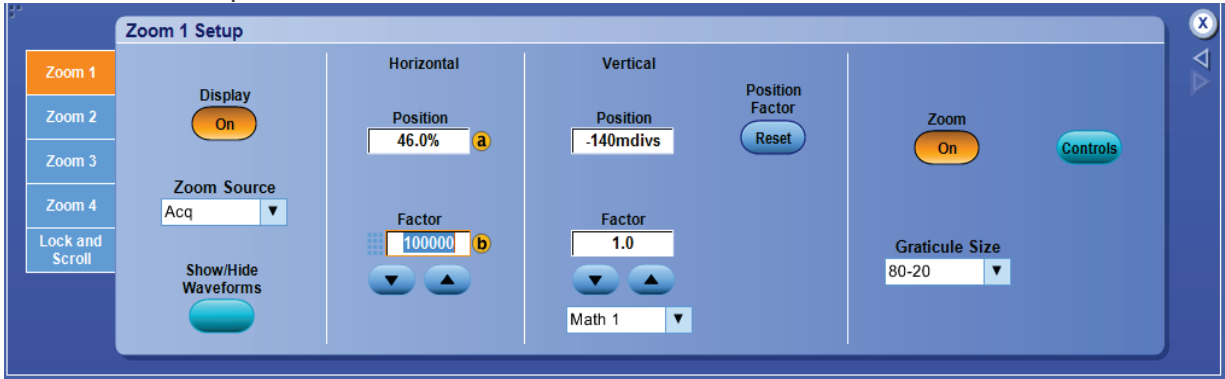 Zoom 1 Setup
X
Zoom 1
Zoom 2
Zoom 3
Zoom 4
Lock and
Scroll
Display
On
Zoom Source
Acq
Show/Hide
Waveforms
Horizontal
Position
46.0%
a
Factor
100000
b
Vertical
Position
-140mdivs
Factor
1.0
Math 1
Position
Factor
Reset
Zoom
On
Controls
Graticule Size
80-20